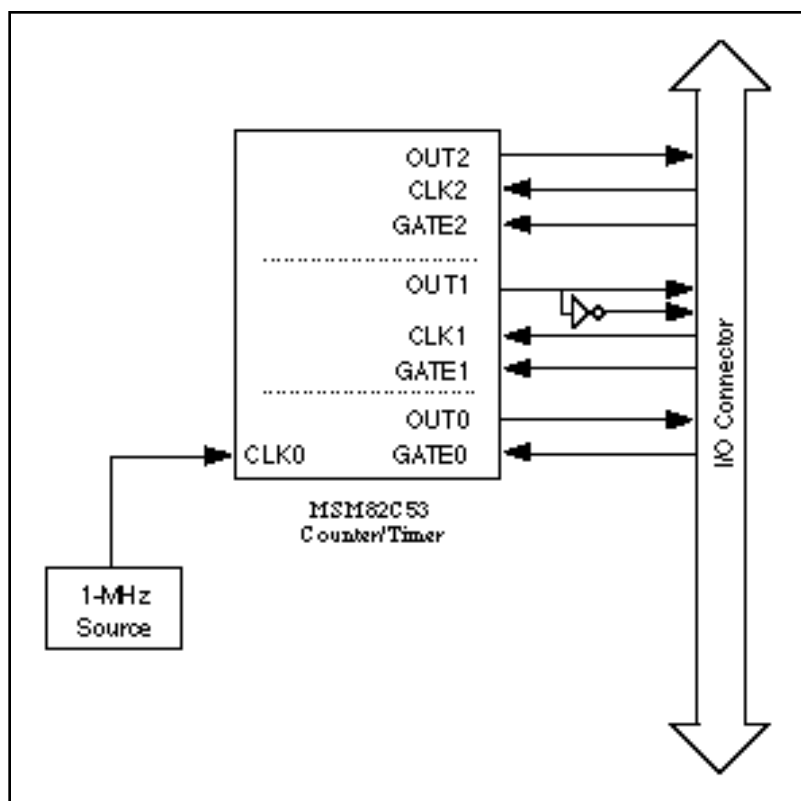 OUT2
CLK2
GATE2
OUT1
CLK1
GATE1
OUT0
CLK0 GATE0
MSM82C53
Counter/Timer
1-MHz
Source
I/O Connector